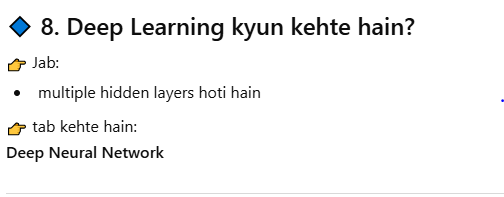 🔷 8. Deep Learning kyun kehte hain?
👉 Jab:
• multiple hidden layers hoti hain
👉 tab kehte hain:
Deep Neural Network